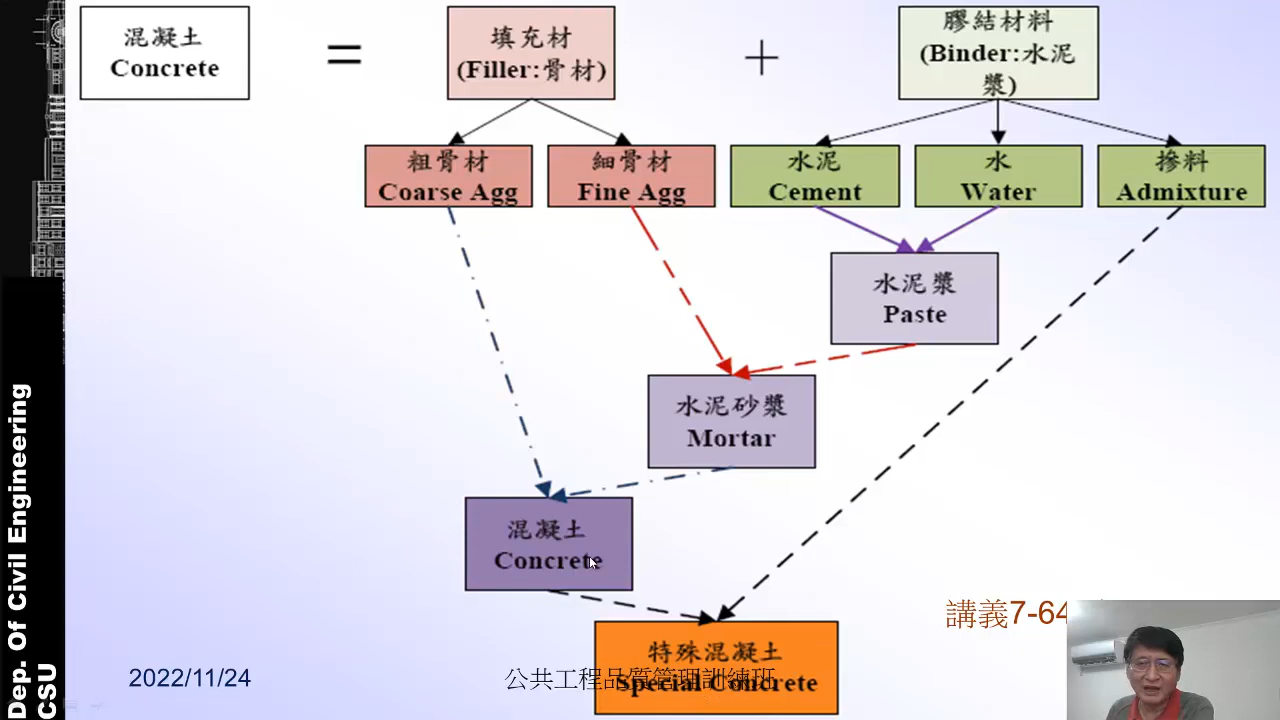 混凝土
Concrete
=
填充材
(Filler:骨材)
+
膠結材料
(Binder:水泥
漿)
粗骨材
Coarse Agg
細骨材
Fine Agg
水泥
Cement
水
Water
摻料
Admixture
水泥漿
Paste
水泥砂漿
Mortar
混凝土
Concrete
特殊混凝土
Special Concrete
講義7-64
2022/11/24
公共工程品質管理訓練班
Dep. Of Civil Engineering
CSU